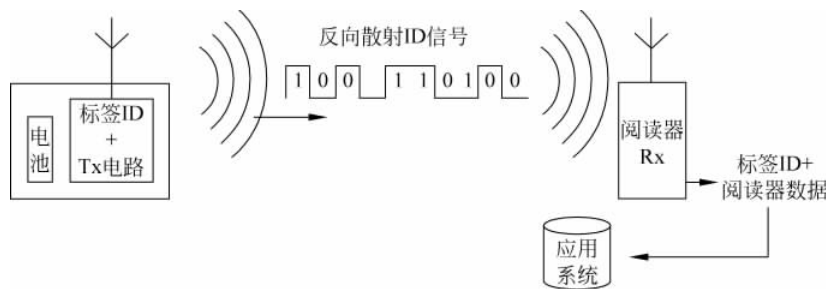 反向散射ID信号
1 0 0 1 1 0 1 0 0
电池
标签ID
+
Tx电路
阅读器
Rx
标签ID+
阅读器数据
应用
系统